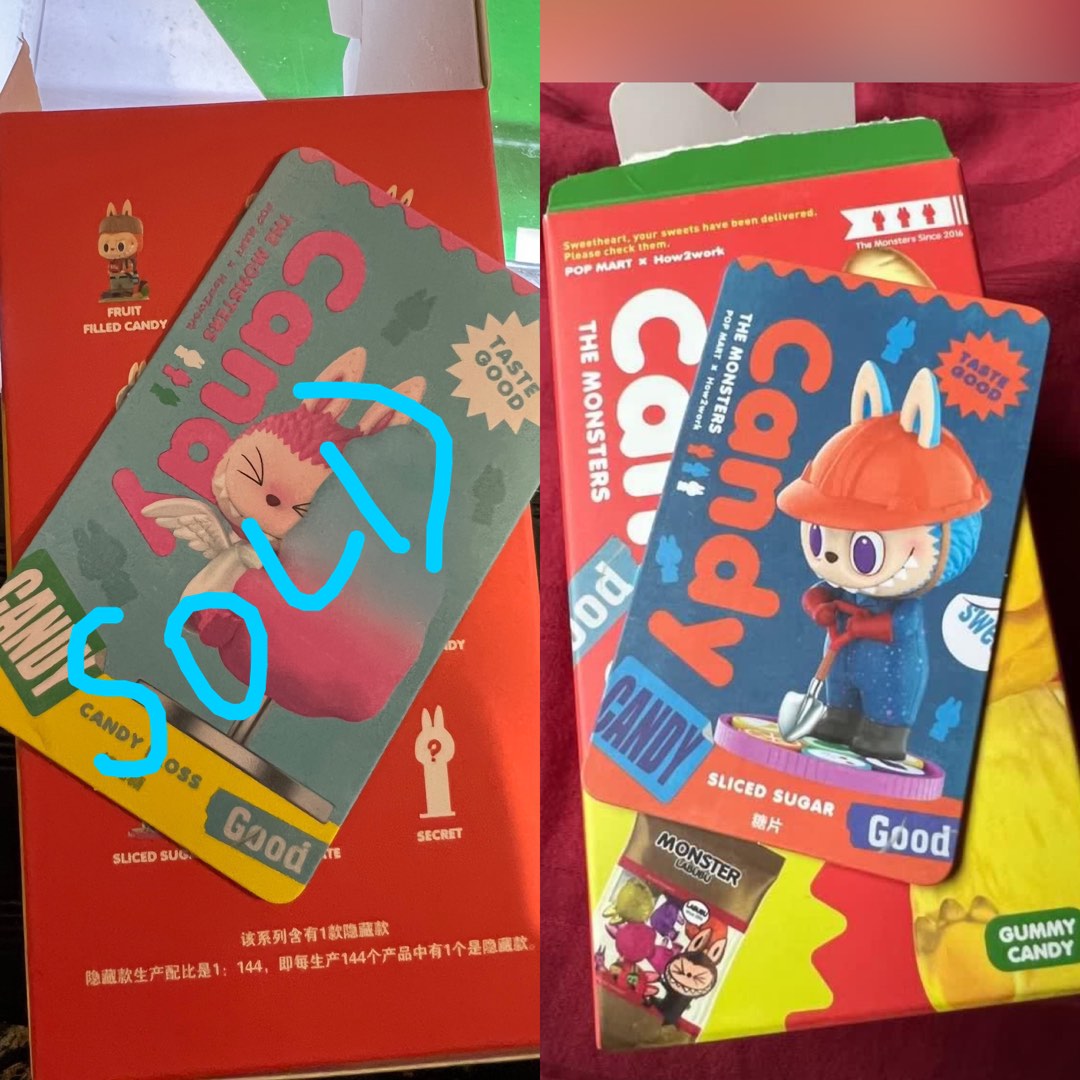 FRUIT
FILLED CANDY
THE MONSTERS
POP MART × How2work
Candy
TASTE
GOOD
SOLD
CANDY
CANDY
OSS
Good
SLICED
SECRET
该系列含有1款隐藏款
隐藏款生产配比是1:144,即每生产144个产品中有1个是隐藏款。
Sweetheart, your sweets have been delivered.
Please check them.
POP MART × How2work
The Monsters Since 2016
THE MONSTERS
THE MONSTERS
POP MART × How2work
Candy
TASTE
GOOD
CANDY
SLICED SUGAR
糖片
Good
MONSTER
LABUBU
GUMMY
CANDY